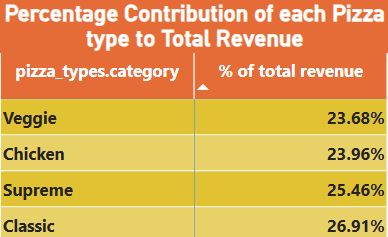 Percentage Contribution of each Pizza
type to Total Revenue
pizza_types.category % of total revenue
Veggie 23.68%
Chicken 23.96%
Supreme 25.46%
Classic 26.91%